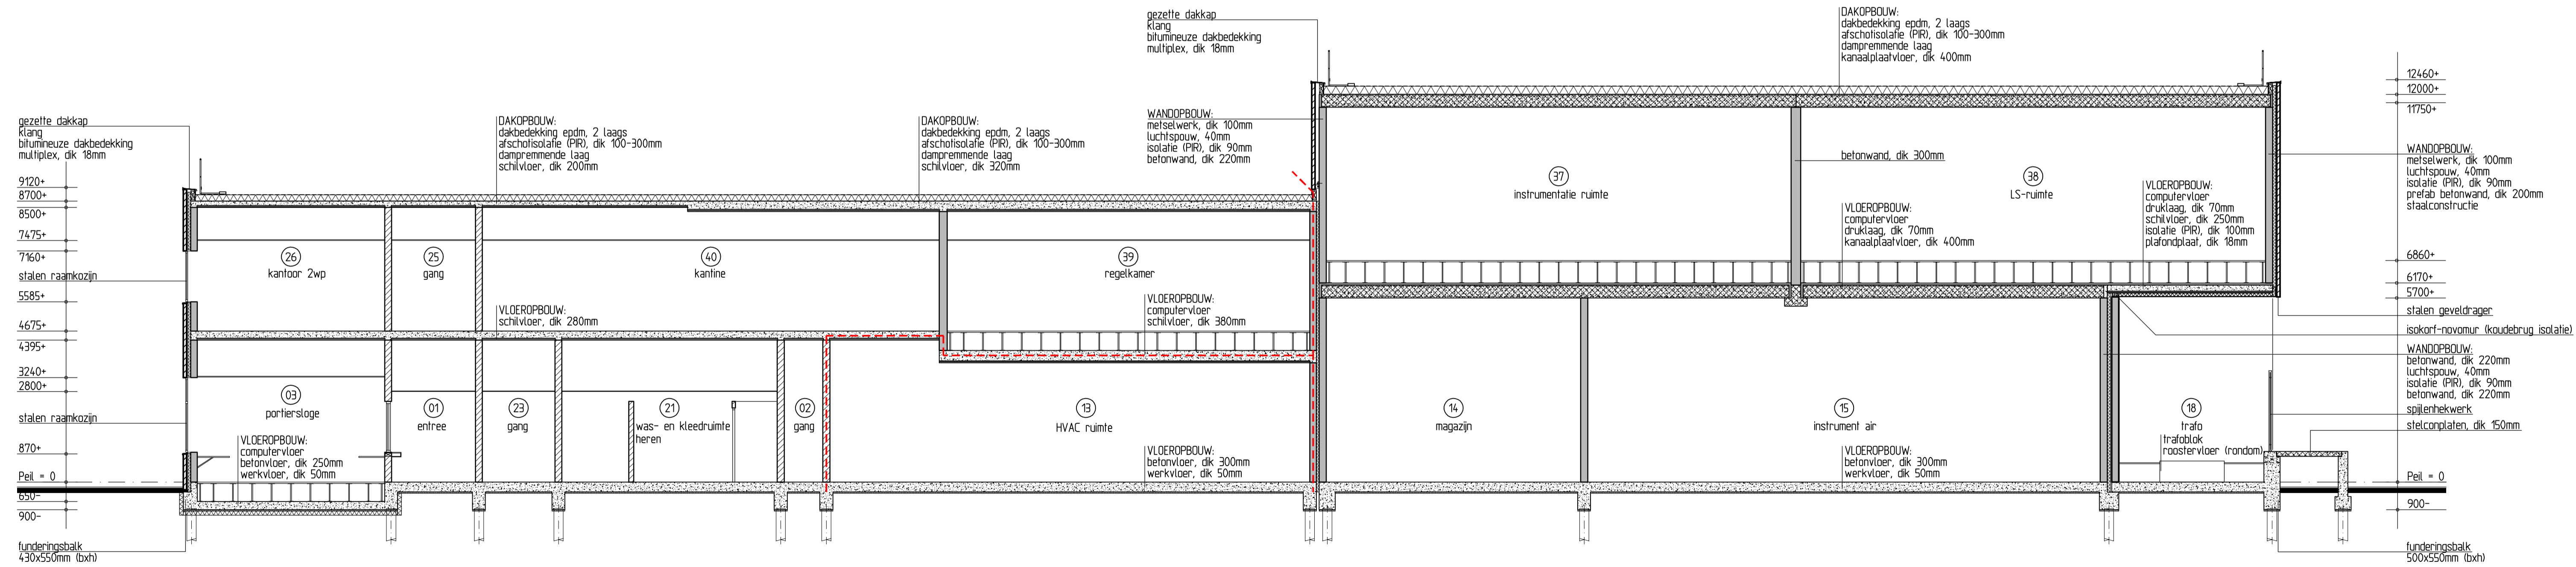 gezette dakkap
klang
bitumineuze dakbedekking
multiplex, dik 18mm
DAKOPBOUW:
dakbedekking epdm, 2 laags
afschotisolatie (PIR), dik 100-300mm
dampremmende laag
kanaalplaatvloer, dik 400mm
12460+
12000+
11750+
gezette dakkap
klang
bitumineuze dakbedekking
multiplex, dik 18mm
DAKOPBOUW:
dakbedekking epdm, 2 laags
afschotisolatie (PIR), dik 100-300mm
dampremmende laag
schilvloer, dik 200mm
DAKOPBOUW:
dakbedekking epdm, 2 laags
afschotisolatie (PIR), dik 100-300mm
dampremmende laag
schilvloer, dik 320mm
WANDOPBOUW:
metselwerk, dik 100mm
luchtspouw, 40mm
isolatie (PIR), dik 90mm
betonwand, dik 220mm
betonwand, dik 300mm
WANDOPBOUW:
metselwerk, dik 100mm
luchtspouw, 40mm
isolatie (PIR), dik 90mm
prefab betonwand, dik 200mm
staalconstructie
37
instrumentatie ruimte
38
LS-ruimte
VLOEROPBOUW:
computervloer
druklaag, dik 70mm
schilvloer, dik 250mm
isolatie (PIR), dik 100mm
plafondplaat, dik 18mm
VLOEROPBOUW:
computervloer
druklaag, dik 70mm
kanaalplaatvloer, dik 400mm
9120+
8700+
8500+
7475+
7160+
stalen raamkozijn
5585+
4675+
4395+
3240+
2800+
stalen raamkozijn
870+
Peil = 0
650-
900-
funderingsbalk
430x550mm (bxh)
26
kantoor 2wp
25
gang
40
kantine
39
regelkamer
VLOEROPBOUW:
schilvloer, dik 280mm
VLOEROPBOUW:
computervloer
schilvloer, dik 380mm
6860+
6170+
5700+
stalen geveldrager
isokorf-novomur (koudebrug isolatie)
WANDOPBOUW:
betonwand, dik 220mm
luchtspouw, 40mm
isolatie (PIR), dik 90mm
betonwand, dik 220mm
spijlenhekwerk
stelconplaten, dik 150mm
03
portiersloge
01
entree
23
gang
21
was- en kleedruimte
heren
02
gang
13
HVAC ruimte
14
magazijn
15
instrument air
18
trafo
trafoblok
roostervloer (rondom)
VLOEROPBOUW:
computervloer
betonvloer, dik 250mm
werkvloer, dik 50mm
VLOEROPBOUW:
betonvloer, dik 300mm
werkvloer, dik 50mm
VLOEROPBOUW:
betonvloer, dik 300mm
werkvloer, dik 50mm
Peil = 0
900-
funderingsbalk
500x550mm (bxh)